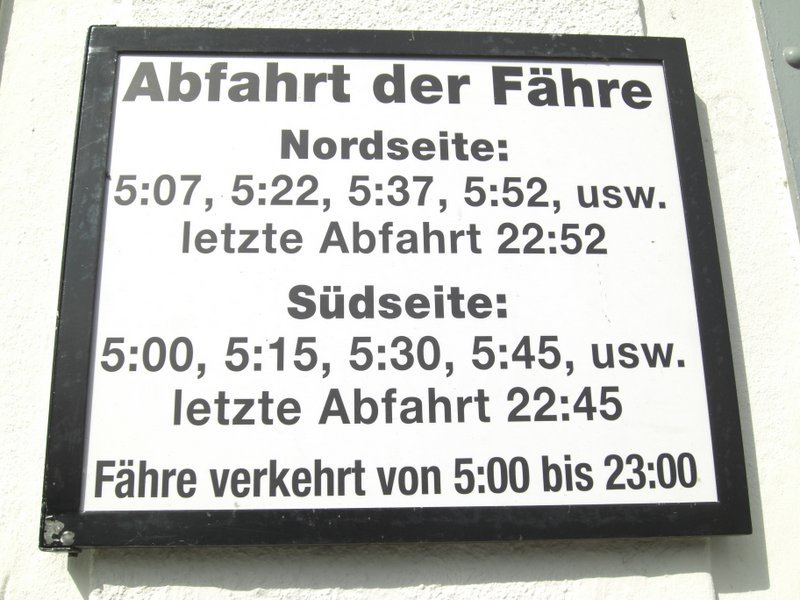 Abfahrt der Fähre
Nordseite:
5:07, 5:22, 5:37, 5:52, usw.
letzte Abfahrt 22:52
Südseite:
5:00, 5:15, 5:30, 5:45, usw.
letzte Abfahrt 22:45
Fähre verkehrt von 5:00 bis 23:00